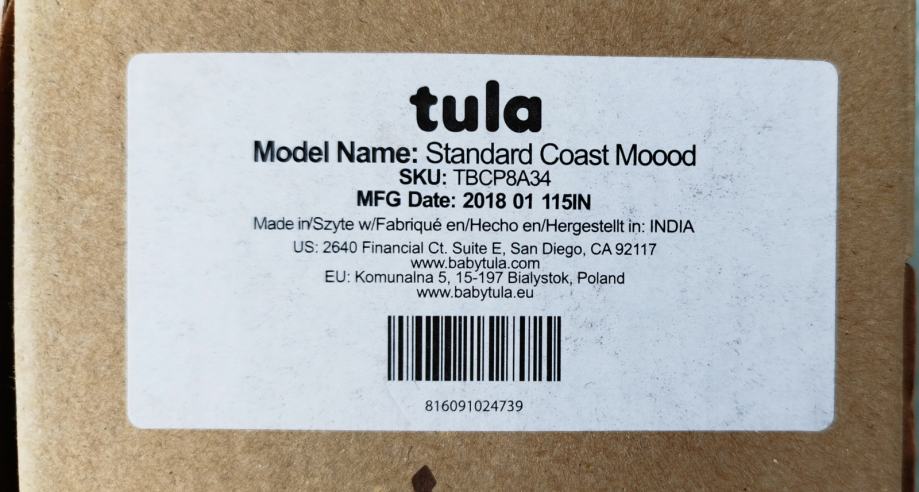 tula
Model Name: Standard Coast Moood
SKU: TBCP8A34
MFG Date: 2018 01 115IN
Made in/Szyte w/Fabriqué en/Hecho en/Hergestellt in: INDIA
US: 2640 Financial Ct. Suite E, San Diego, CA 92117
www.babytula.com
EU: Komunalna 5, 15-197 Bialystok, Poland
www.babytula.eu
816091024739